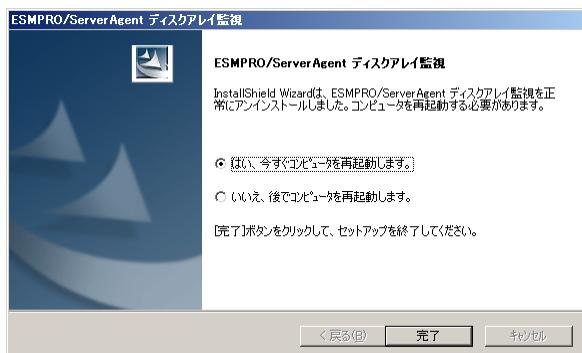 ESMPRO/ServerAgent ディスクアレイ監視
ESMPRO/ServerAgent ディスクアレイ監視
InstallShield Wizardは、ESMPRO/ServerAgent ディスクアレイ監視を正
常にアンインストールしました。コンピュータを再起動する必要があります。
はい、今すぐコンピュータを再起動します。
いいえ、後でコンピュータを再起動します。
[完了]ボタンをクリックして、セットアップを終了してください。
< 戻る(B)
完了
キャンセル